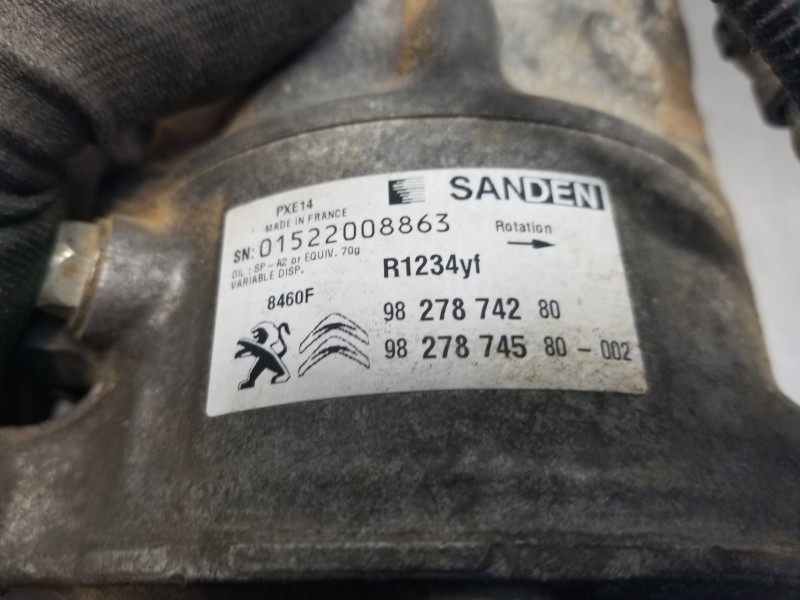 SANDEN
PXE14
MADE IN FRANCE
SN: 01522008863
Rotation
OIL : SP-A2 or EQUIV. 70g
VARIABLE DISP.
R1234yf
8460F
98 278 742 80
98 278 745 80 - 002